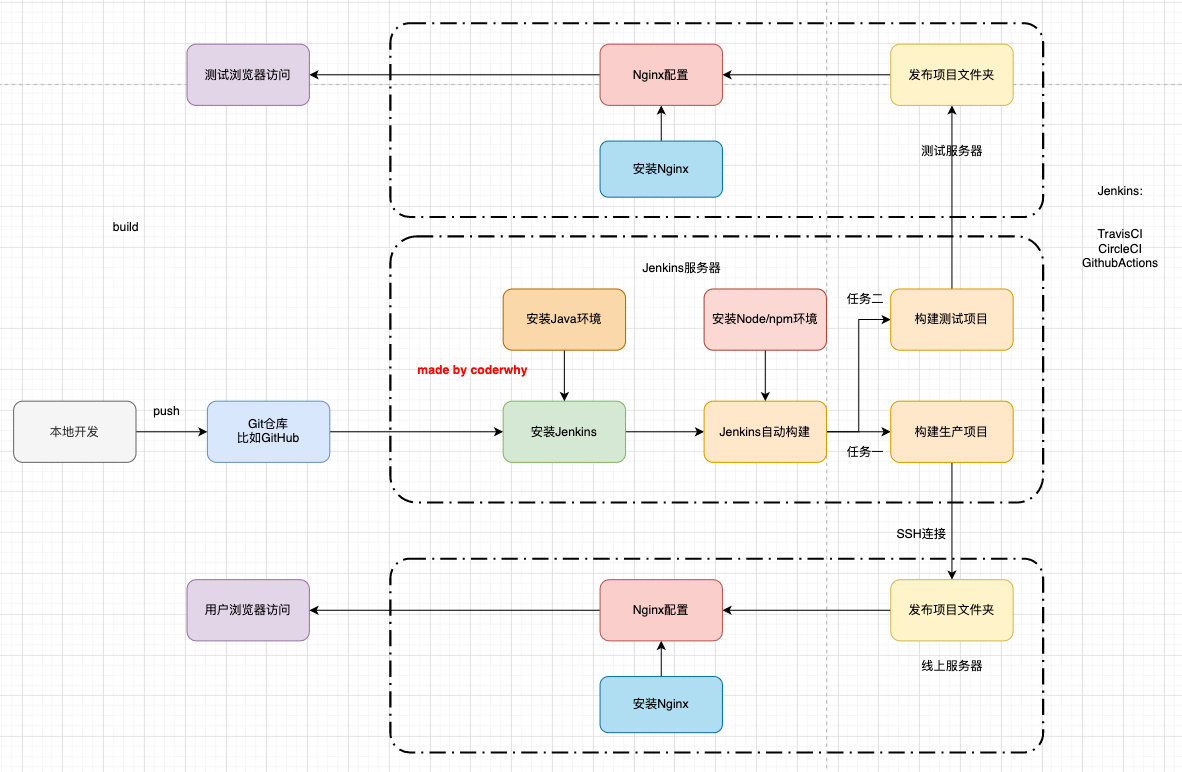 测试浏览器访问
Nginx配置
发布项目文件夹
测试服务器
安装Nginx
Jenkins:
TravisCI
CircleCI
GithubActions
build
Jenkins服务器
安装Java环境
安装Node/npm环境
任务二
构建测试项目
made by coderwhy
本地开发
push
Git仓库
比如GitHub
安装Jenkins
Jenkins自动构建
任务一
构建生产项目
SSH连接
用户浏览器访问
Nginx配置
发布项目文件夹
线上服务器
安装Nginx